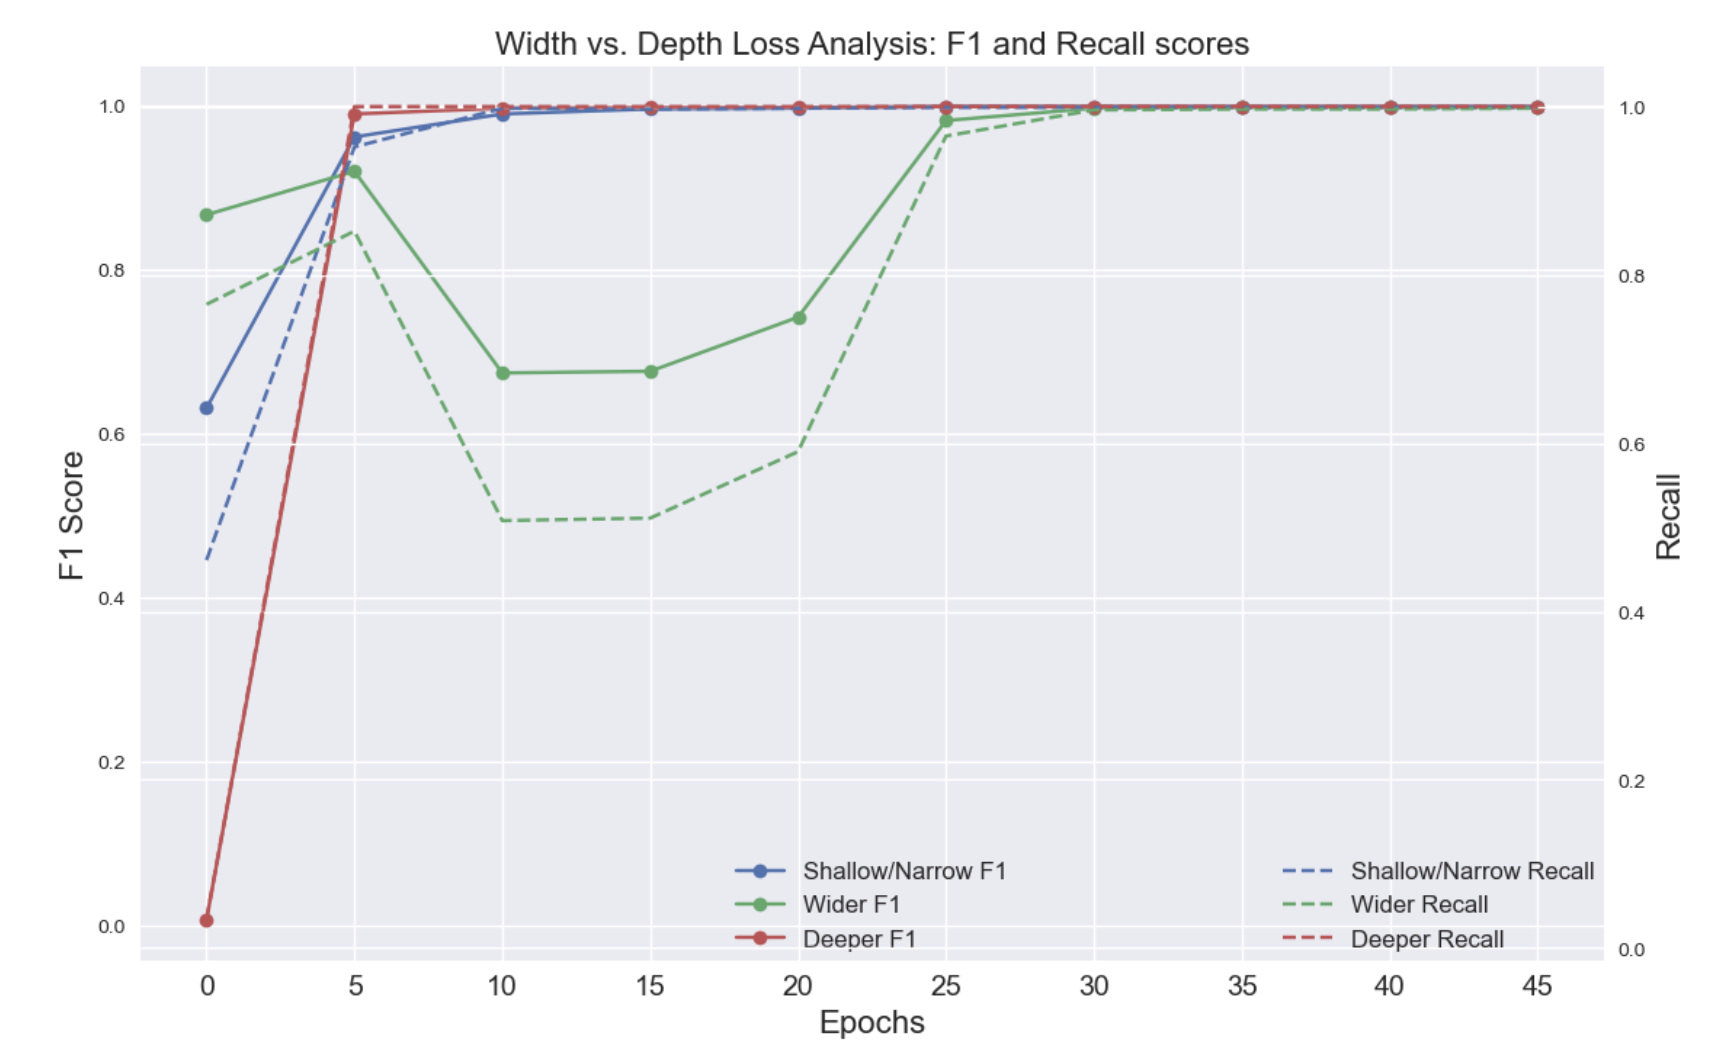 Width vs. Depth Loss Analysis: F1 and Recall scores
1.0
0.8
0.6
0.4
0.2
0.0
F1 Score
1.0
0.8
0.6
0.4
0.2
0.0
Recall
Shallow/Narrow F1
Wider F1
Deeper F1
Shallow/Narrow Recall
Wider Recall
Deeper Recall
0 5 10 15 20 25 30 35 40 45
Epochs